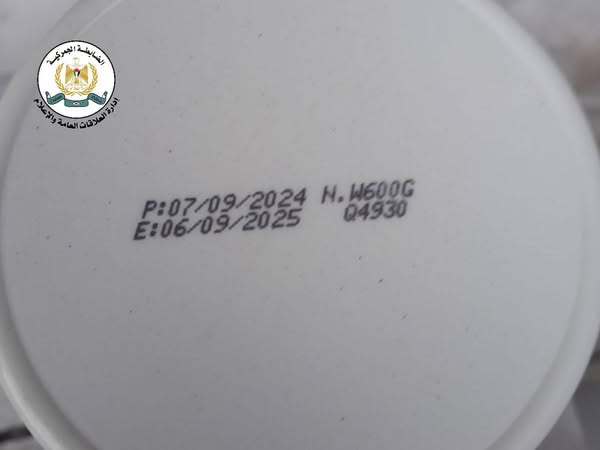 الضابطة الجمركية
إدارة العلاقات العامة والإعلام
P:07/09/2024 N.W600G
E:06/09/2025 Q4930